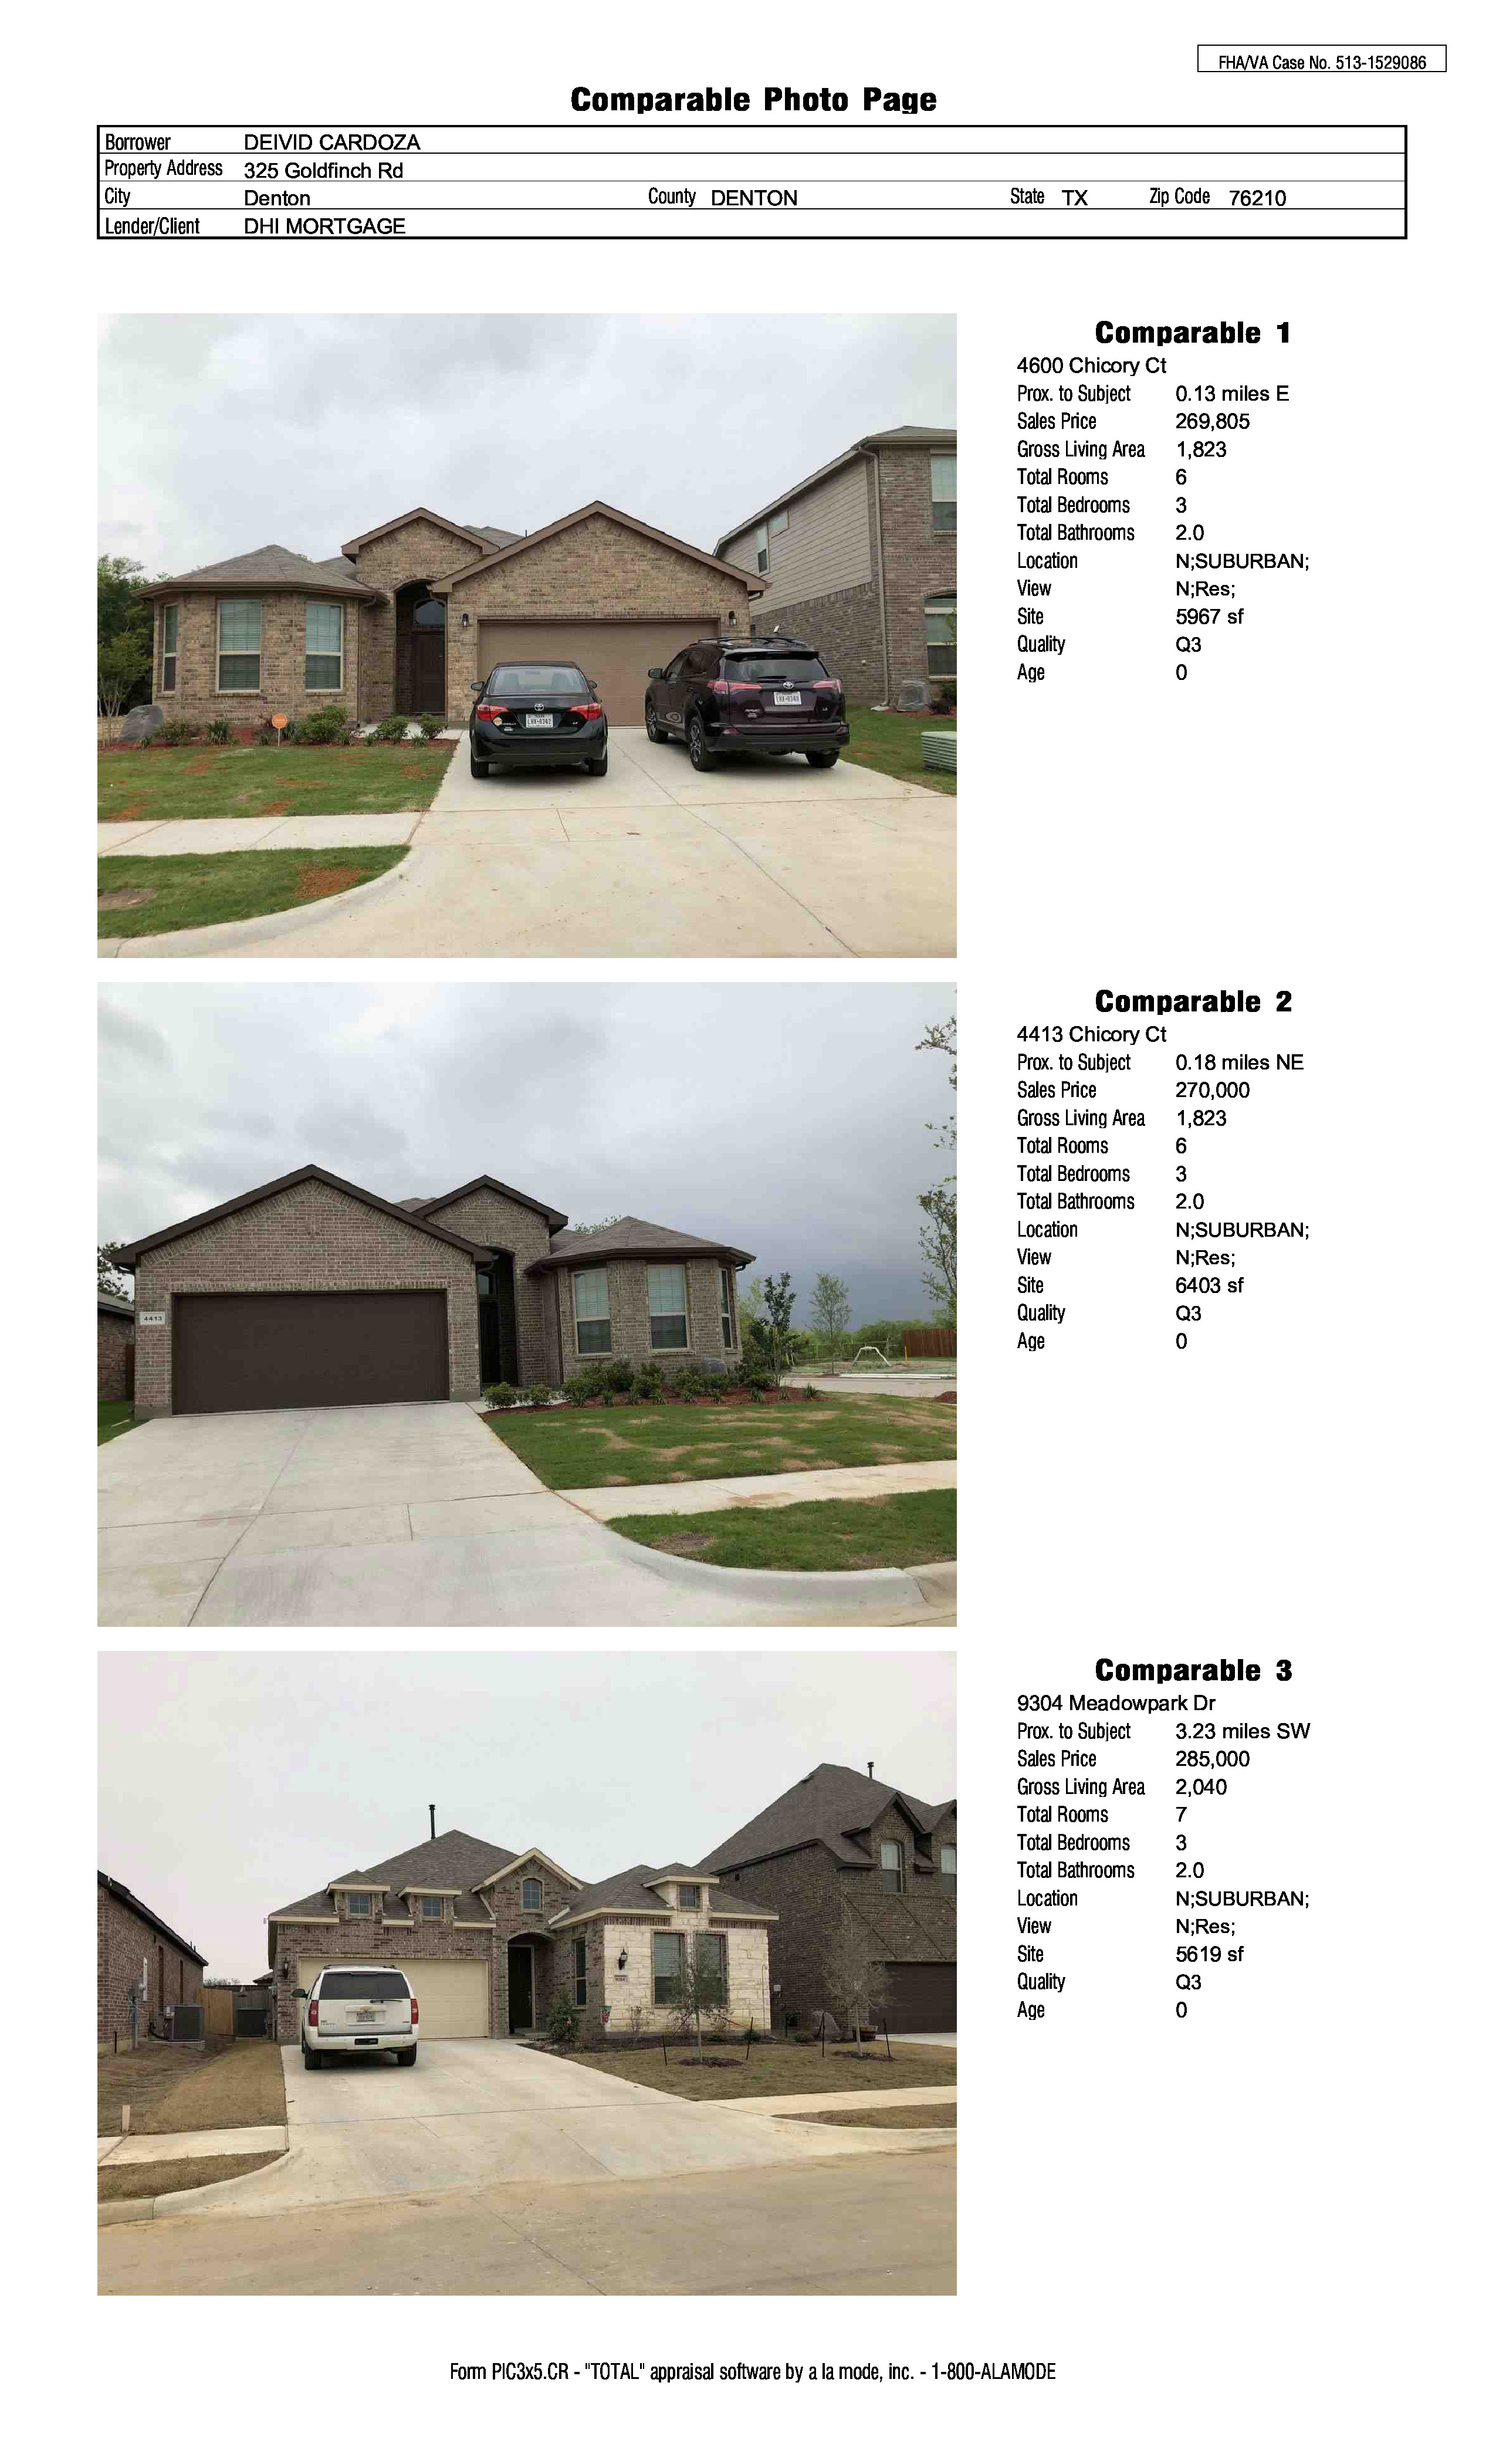 FHA/VA Case No. 513-1529086
Comparable Photo Page
Borrower DEIVID CARDOZA
Property Address 325 Goldfinch Rd
City Denton County DENTON State TX Zip Code 76210
Lender/Client DHI MORTGAGE
Comparable 1
4600 Chicory Ct
Prox. to Subject 0.13 miles E
Sales Price 269,805
Gross Living Area 1,823
Total Rooms 6
Total Bedrooms 3
Total Bathrooms 2.0
Location N;SUBURBAN;
View N;Res;
Site 5967 sf
Quality Q3
Age 0
Comparable 2
4413 Chicory Ct
Prox. to Subject 0.18 miles NE
Sales Price 270,000
Gross Living Area 1,823
Total Rooms 6
Total Bedrooms 3
Total Bathrooms 2.0
Location N;SUBURBAN;
View N;Res;
Site 6403 sf
Quality Q3
Age 0
4413
Comparable 3
9304 Meadowpark Dr
Prox. to Subject 3.23 miles SW
Sales Price 285,000
Gross Living Area 2,040
Total Rooms 7
Total Bedrooms 3
Total Bathrooms 2.0
Location N;SUBURBAN;
View N;Res;
Site 5619 sf
Quality Q3
Age 0
Form PIC3x5.CR - "TOTAL" appraisal software by a la mode, inc. - 1-800-ALAMODE